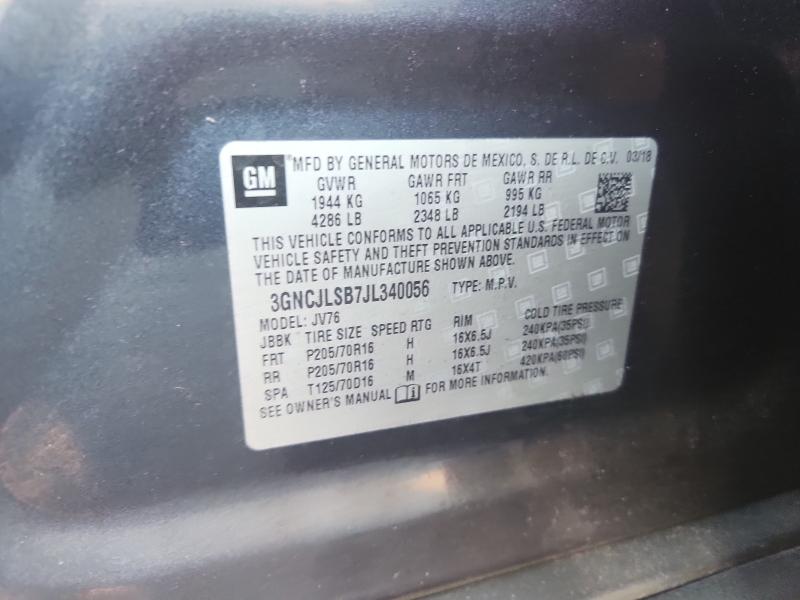 GM ®MFD BY GENERAL MOTORS DE MEXICO, S. DE R.L. DE C.V. 03/18
GVWR GAWR FRT GAWR RR
1944 KG 1065 KG 995 KG
4286 LB 2348 LB 2194 LB
THIS VEHICLE CONFORMS TO ALL APPLICABLE U.S. FEDERAL MOTOR
VEHICLE SAFETY AND THEFT PREVENTION STANDARDS IN EFFECT ON
THE DATE OF MANUFACTURE SHOWN ABOVE.
3GNCJLSB7JL340056 TYPE: M.P.V.
MODEL: JV76
JBBK TIRE SIZE SPEED RTG RIM COLD TIRE PRESSURE
FRT P205/70R16 H 16X6.5J 240KPA(35PSI)
RR P205/70R16 H 16X6.5J 240KPA(35PSI)
SPA T125/70D16 M 16X4T 420KPA(60PSI)
SEE OWNER'S MANUAL FOR MORE INFORMATION.